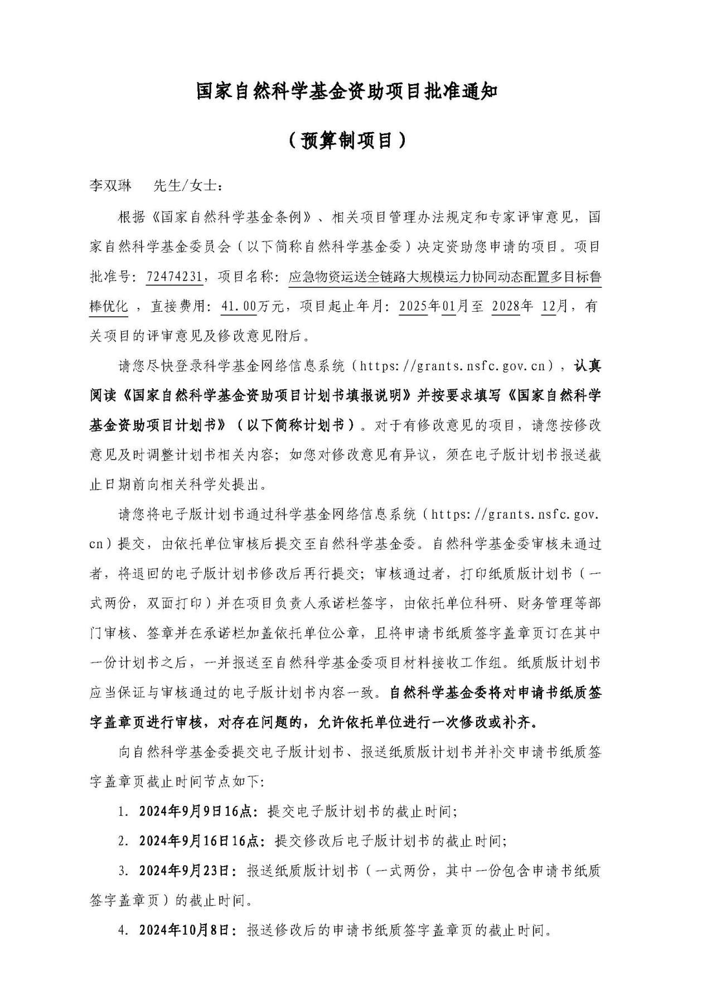 国家自然科学基金资助项目批准通知
（预算制项目）
李双琳 先生/女士：
根据《国家自然科学基金条例》、相关项目管理办法规定和专家评审意见，国
家自然科学基金委员会（以下简称自然科学基金委）决定资助您申请的项目。项目
批准号：72474231，项目名称：应急物资运送全链路大规模运力协同动态配置多目标鲁
棒优化 ，直接费用：41.00万元，项目起止年月：2025年01月至 2028年 12月，有
关项目的评审意见及修改意见附后。
请您尽快登录科学基金网络信息系统（https://grants.nsfc.gov.cn），认真
阅读《国家自然科学基金资助项目计划书填报说明》并按要求填写《国家自然科学
基金资助项目计划书》（以下简称计划书）。对于有修改意见的项目，请您按修改
意见及时调整计划书相关内容；如您对修改意见有异议，须在电子版计划书报送截
止日期前向相关科学处提出。
请您将电子版计划书通过科学基金网络信息系统（https://grants.nsfc.gov.
cn）提交，由依托单位审核后提交至自然科学基金委。自然科学基金委审核未通过
者，将退回的电子版计划书修改后再行提交；审核通过者，打印纸质版计划书（一
式两份，双面打印）并在项目负责人承诺栏签字，由依托单位科研、财务管理等部
门审核、签章并在承诺栏加盖依托单位公章，且将申请书纸质签字盖章页订在其中
一份计划书之后，一并报送至自然科学基金委项目材料接收工作组。纸质版计划书
应当保证与审核通过的电子版计划书内容一致。自然科学基金委将对申请书纸质签
字盖章页进行审核，对存在问题的，允许依托单位进行一次修改或补齐。
向自然科学基金委提交电子版计划书、报送纸质版计划书并补交申请书纸质签
字盖章页截止时间节点如下：
1. 2024年9月9日16点：提交电子版计划书的截止时间；
2. 2024年9月16日16点：提交修改后电子版计划书的截止时间；
3. 2024年9月23日：报送纸质版计划书（一式两份，其中一份包含申请书纸质
签字盖章页）的截止时间。
4. 2024年10月8日：报送修改后的申请书纸质签字盖章页的截止时间。